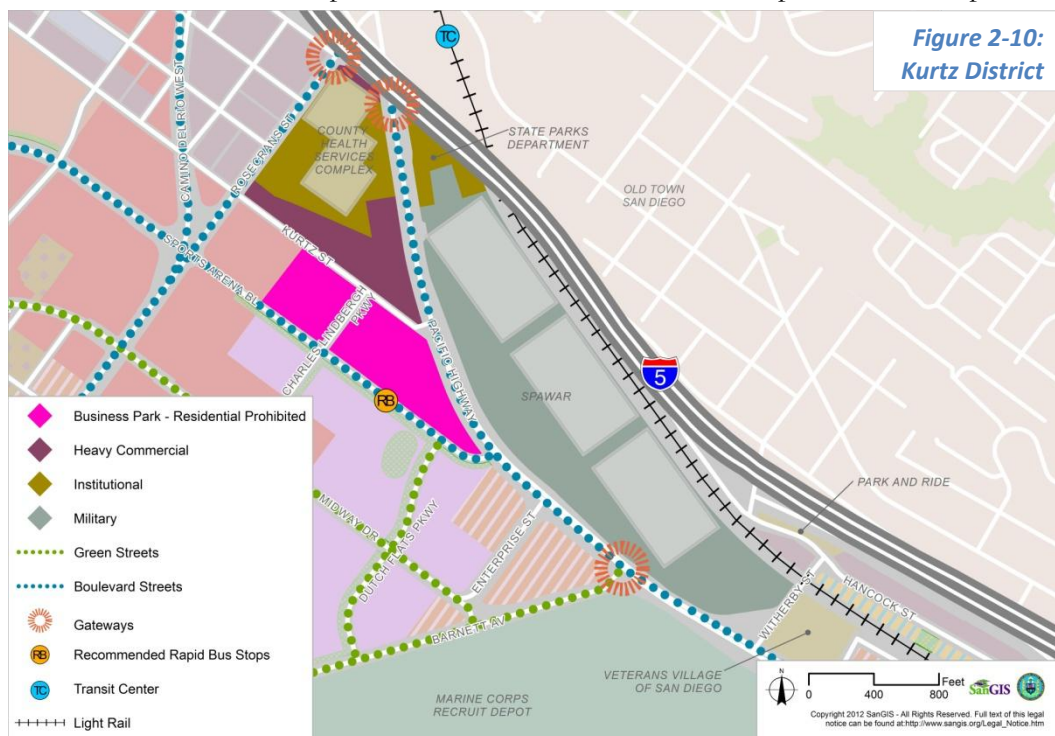 Figure 2-10:
Kurtz District
TC
STATE PARKS
DEPARTMENT
COUNTY
HEALTH
SERVICES
COMPLEX
OLD TOWN
SAN DIEGO
CAMINO DEL RIO WEST
ROSECRANS ST
KURTZ ST
SPORTS ARENA BL
CHARLES LINDBERGH
PKWY
PACIFIC HIGHWAY
5
RB
SPAWAR
PARK AND RIDE
MIDWAY DR
DUTCH FLATS PKWY
ENTERPRISE ST
BARNETT AV
WITHERBY ST
HANCOCK ST
VETERANS VILLAGE
OF SAN DIEGO
MARINE CORPS
RECRUIT DEPOT
Business Park - Residential Prohibited
Heavy Commercial
Institutional
Military
Green Streets
Boulevard Streets
Gateways
RB Recommended Rapid Bus Stops
TC Transit Center
Light Rail
N
Feet
0 400 800
SanGIS
Copyright 2012 SanGIS - All Rights Reserved. Full text of this legal
notice can be found at:http://www.sangis.org/Legal_Notice.htm